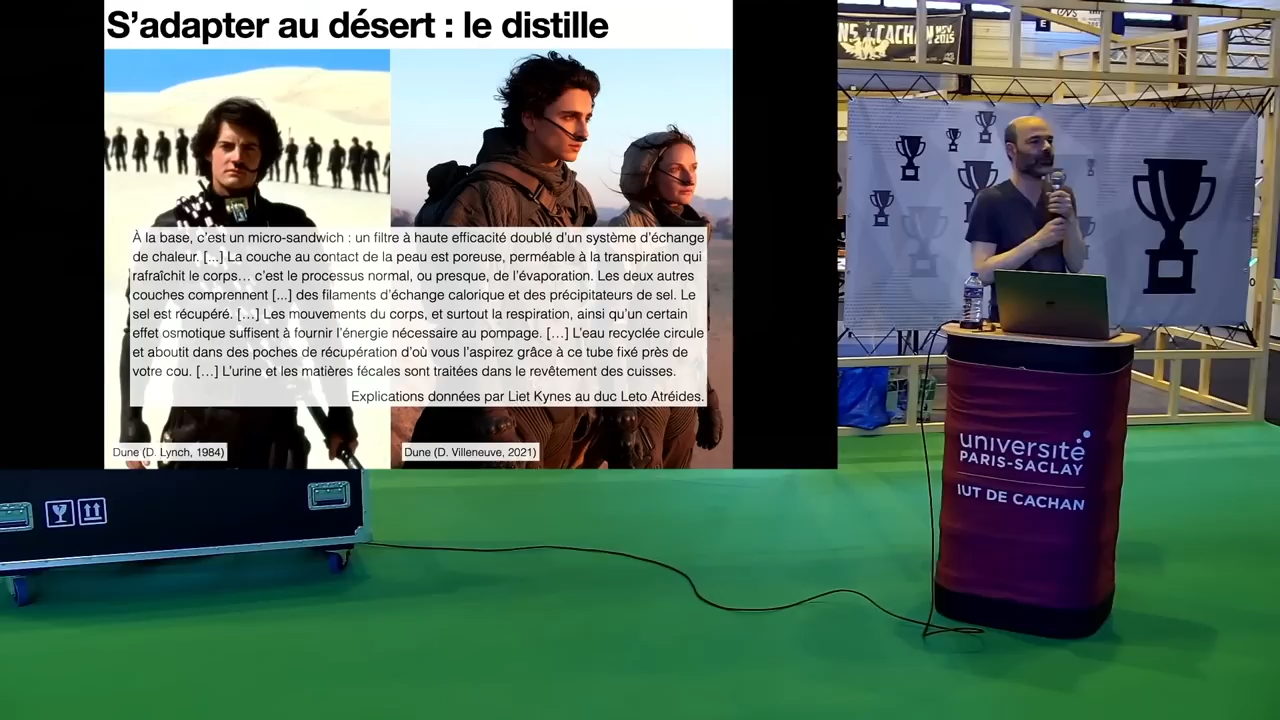 S'adapter au désert : le distille
À la base, c'est un micro-sandwich : un filtre à haute efficacité doublé d'un système d'échange
de chaleur. [...] La couche au contact de la peau est poreuse, perméable à la transpiration qui
rafraîchit le corps... c'est le processus normal, ou presque, de l'évaporation. Les deux autres
couches comprennent [...] des filaments d'échange calorique et des précipitateurs de sel. Le
sel est récupéré. [...] Les mouvements du corps, et surtout la respiration, ainsi qu'un certain
effet osmotique suffisent à fournir l'énergie nécessaire au pompage. [...] L'eau recyclée circule
et aboutit dans des poches de récupération d'où vous l'aspirez grâce à ce tube fixé près de
votre cou. [...] L'urine et les matières fécales sont traitées dans le revêtement des cuisses.
Explications données par Liet Kynes au duc Leto Atréides.
Dune (D. Lynch, 1984)
Dune (D. Villeneuve, 2021)
NS CACHAN
2015
université
PARIS-SACLAY
IUT DE CACHAN